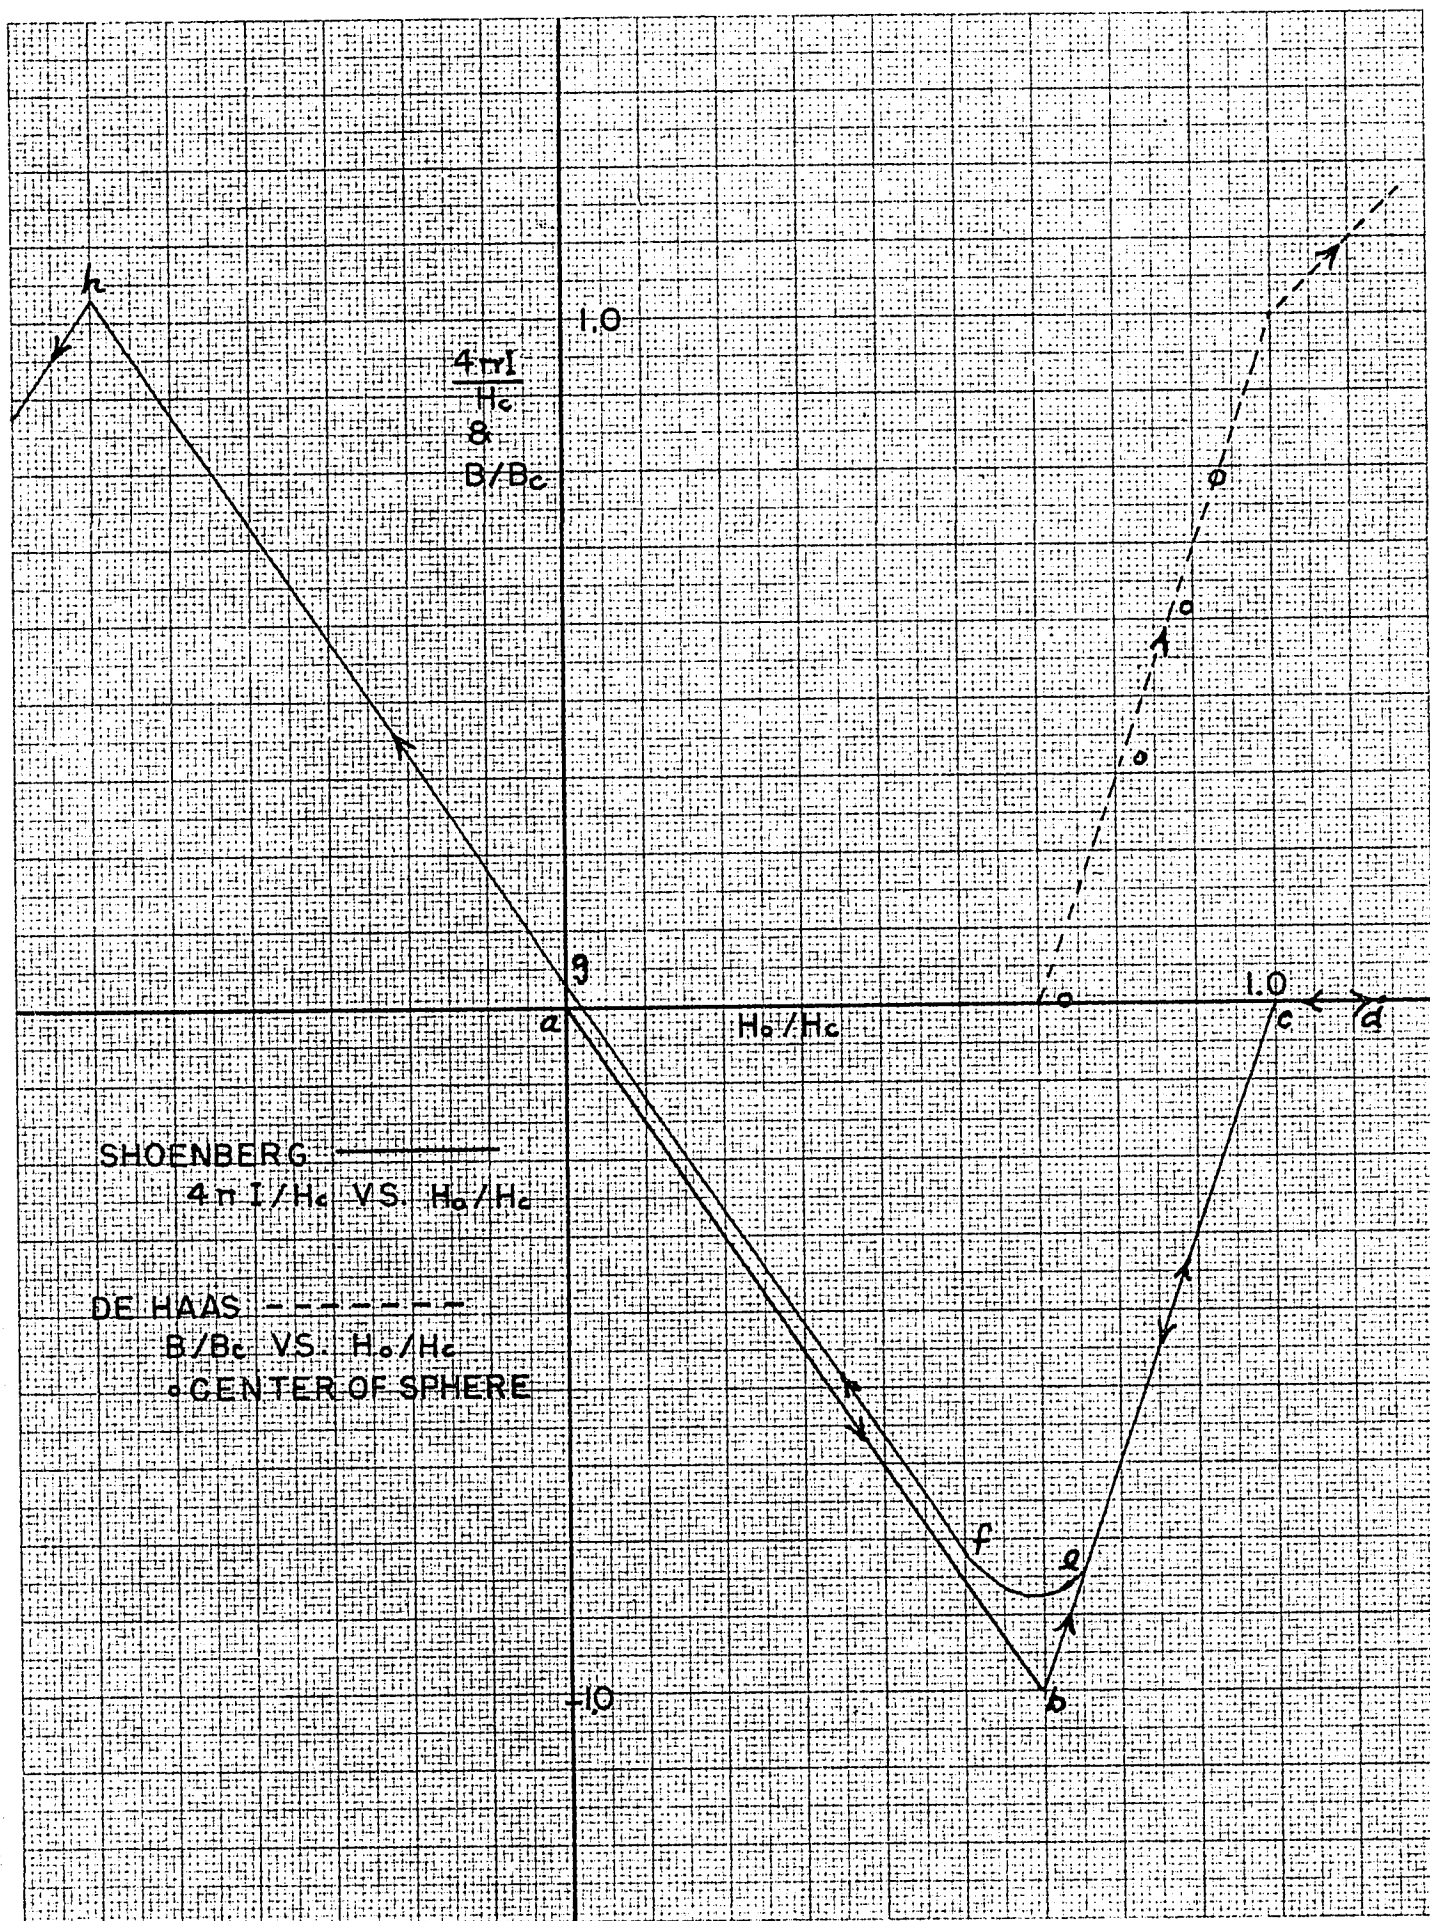 h
1.0
4πI
Hc
&
B/Bc
g
1.0
a
Ho/Hc
c
d
SHOENBERG
4π I/Hc VS. Ho/Hc
DE HAAS
B/Bc VS. Ho/Hc
o CENTER OF SPHERE
f
e
-1.0
b